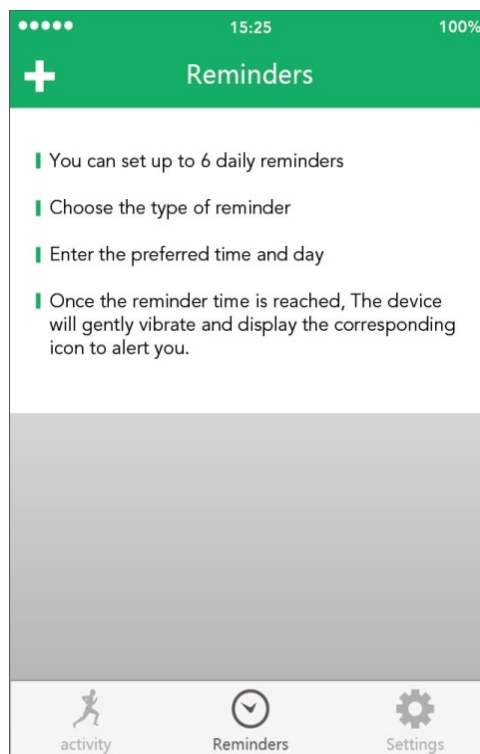 15:25 100%
Reminders
You can set up to 6 daily reminders
Choose the type of reminder
Enter the preferred time and day
Once the reminder time is reached, The device
will gently vibrate and display the corresponding
icon to alert you.
activity Reminders Settings